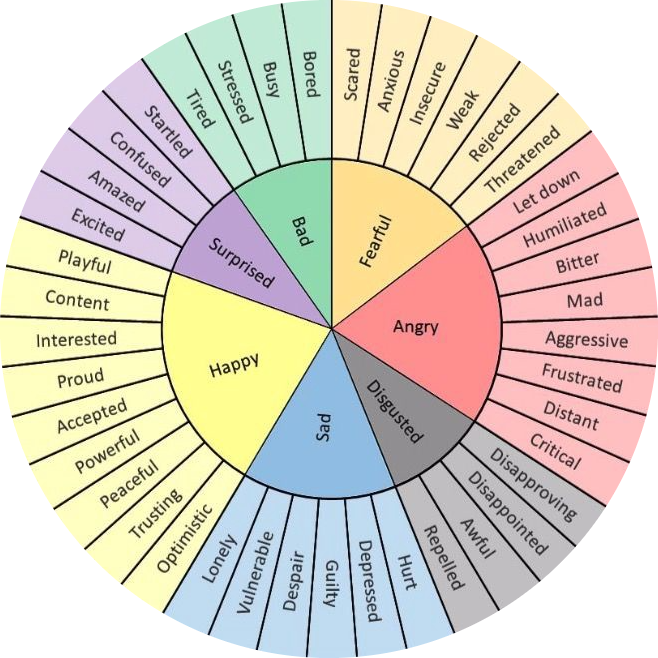 Bad
Fearful
Angry
Disgusted
Sad
Happy
Surprised
Scared
Anxious
Insecure
Weak
Rejected
Threatened
Let down
Humiliated
Bitter
Mad
Aggressive
Frustrated
Distant
Critical
Disapproving
Disappointed
Awful
Repelled
Hurt
Depressed
Guilty
Despair
Vulnerable
Lonely
Optimistic
Trusting
Peaceful
Powerful
Accepted
Proud
Interested
Content
Playful
Excited
Amazed
Confused
Startled
Tired
Stressed
Busy
Bored